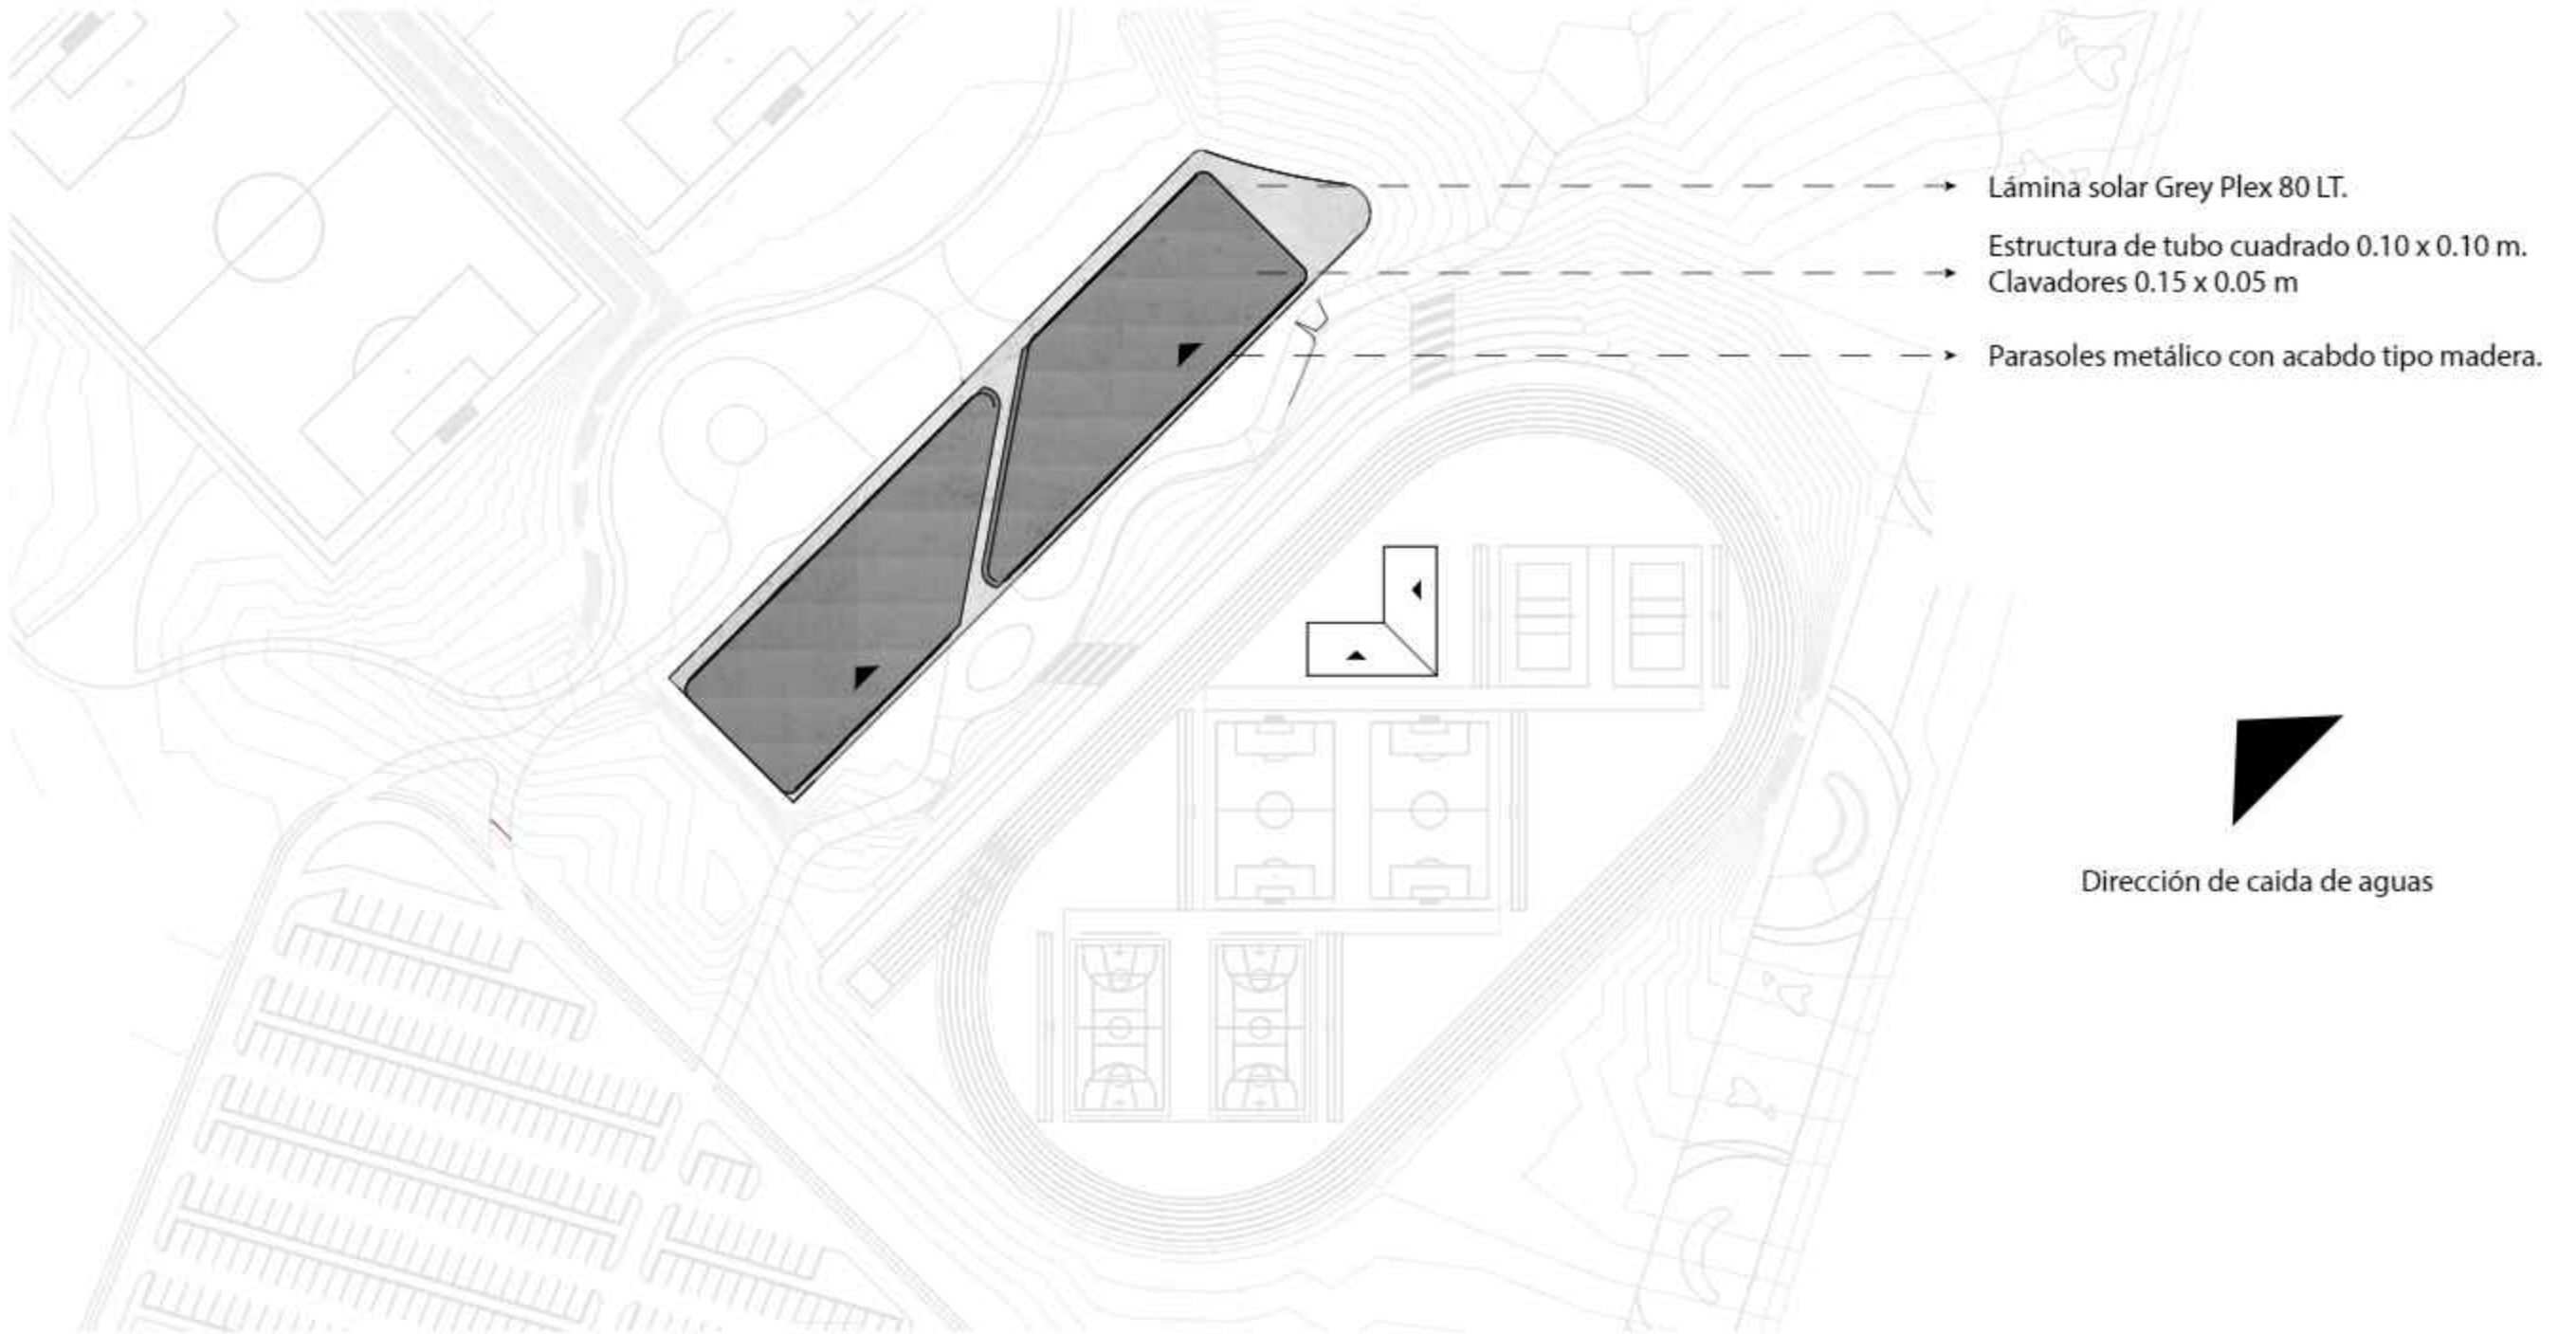 Lámina solar Grey Plex 80 LT.
Estructura de tubo cuadrado 0.10 x 0.10 m.
Clavadores 0.15 x 0.05 m
Parasoles metálico con acabdo tipo madera.
Dirección de caida de aguas